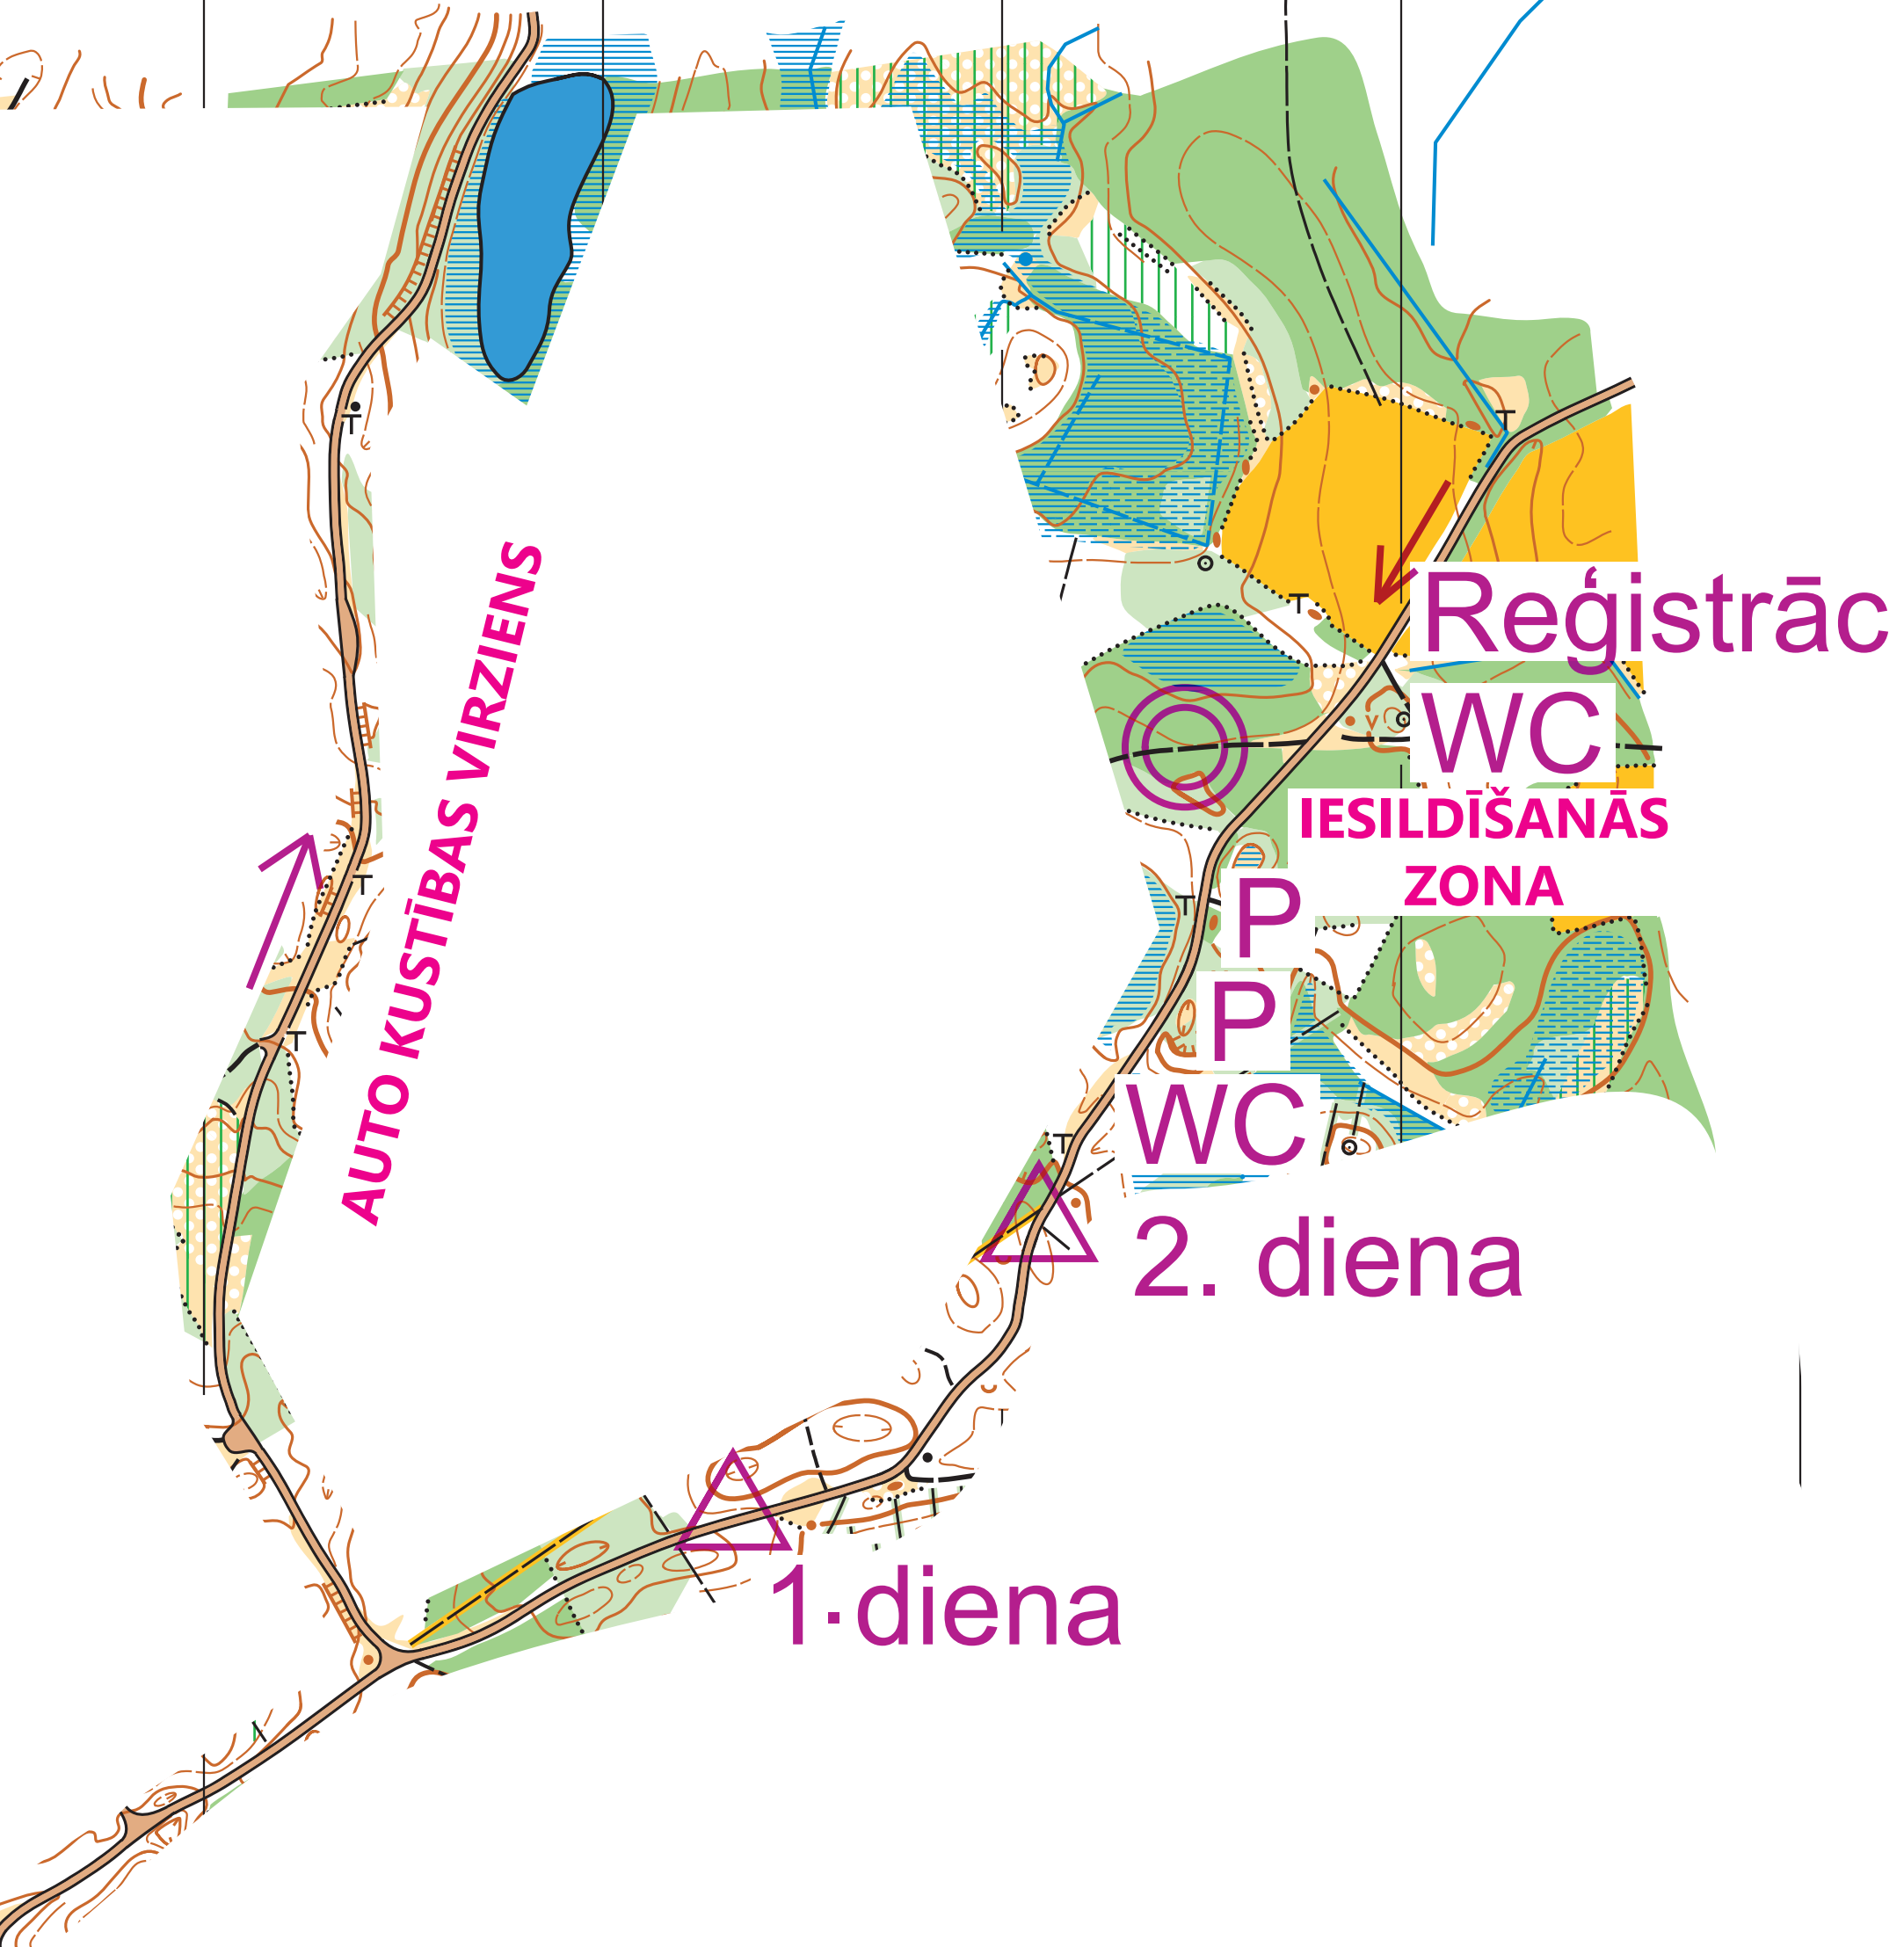 AUTO KUSTĪBAS VIRZIENS
Reģistrāc
WC
IESILDĪŠANĀS
ZONA
P
P
WC
2. diena
1. diena